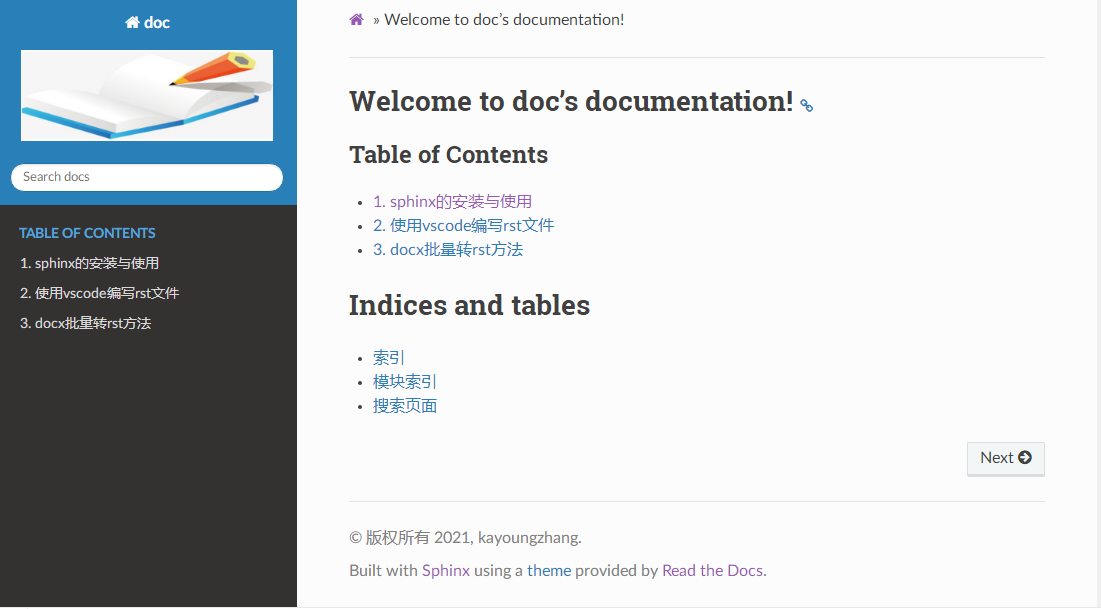 doc
Search docs
TABLE OF CONTENTS
1. sphinx的安装与使用
2. 使用vscode编写rst文件
3. docx批量转rst方法
» Welcome to doc’s documentation!
Welcome to doc’s documentation!
Table of Contents
1. sphinx的安装与使用
2. 使用vscode编写rst文件
3. docx批量转rst方法
Indices and tables
索引
模块索引
搜索页面
Next
© 版权所有 2021, kayoungzhang.
Built with Sphinx using a theme provided by Read the Docs.